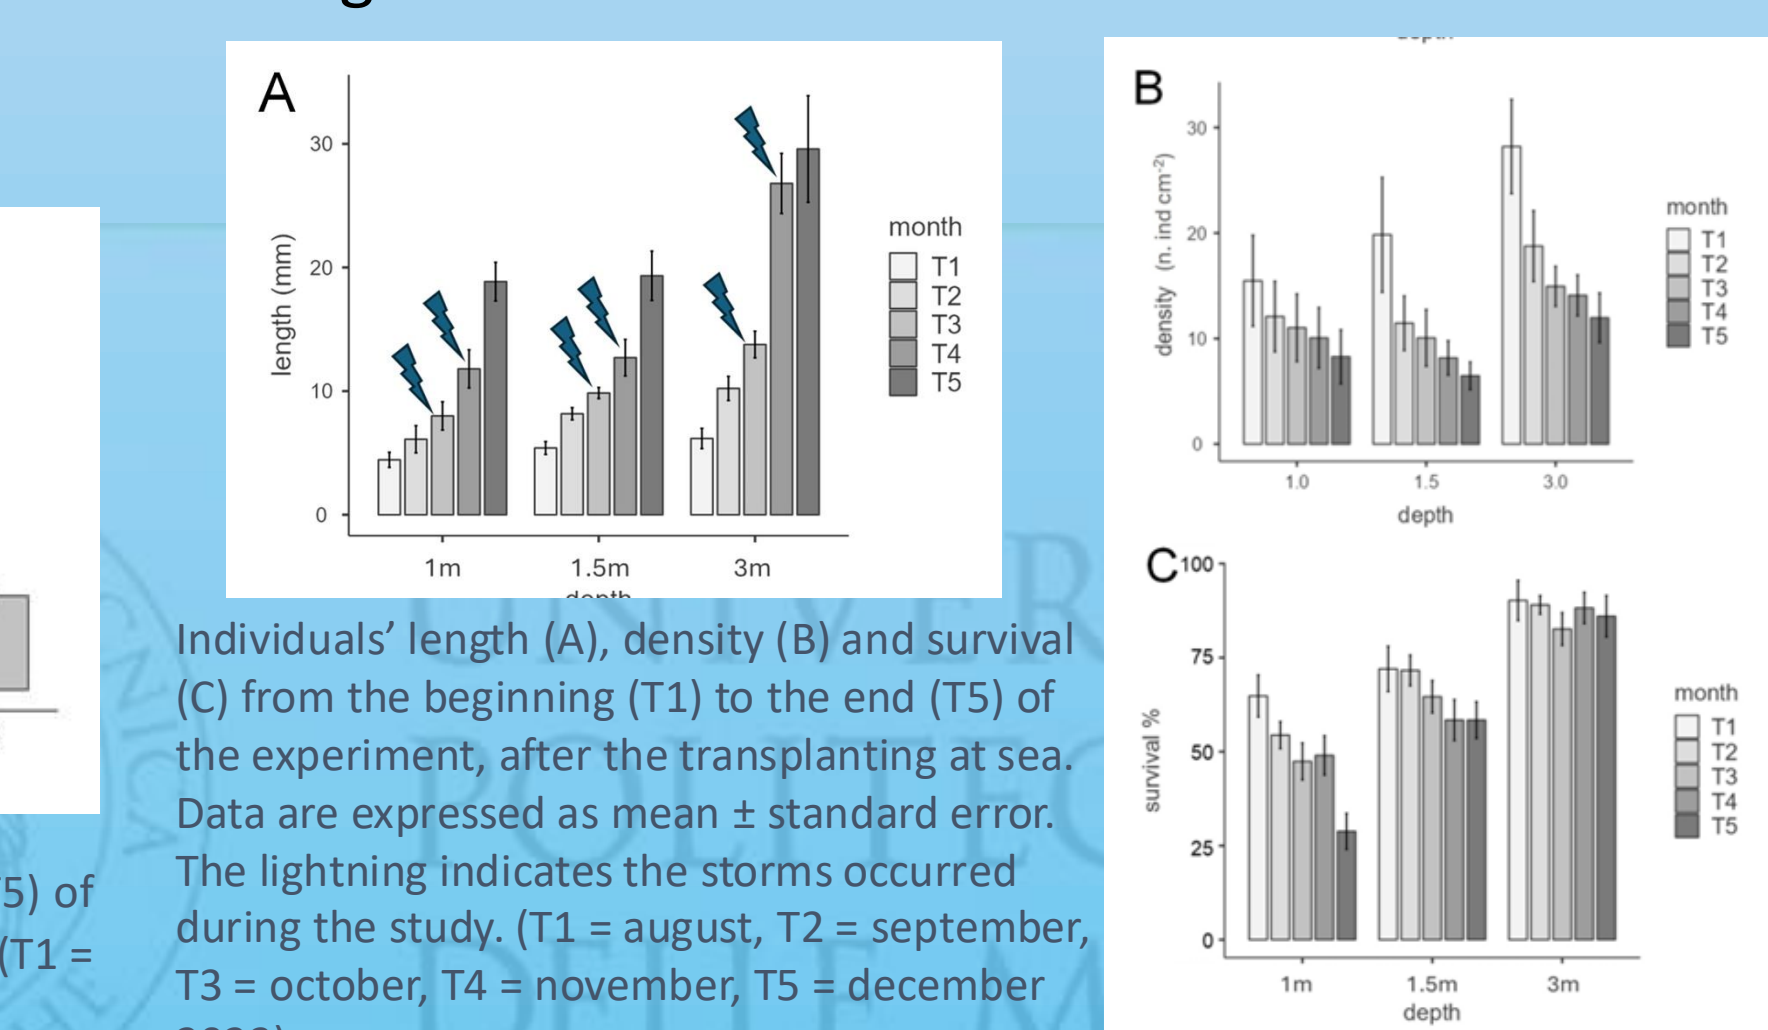 A
30
20
10
0
length (mm)
1m
1.5m
3m
depth
month
T1
T2
T3
T4
T5
B
depth
30
20
10
0
density (n. ind cm-2)
1.0
1.5
3.0
depth
month
T1
T2
T3
T4
T5
C
100
75
50
25
0
survival %
1m
1.5m
3m
depth
month
T1
T2
T3
T4
T5
Individuals’ length (A), density (B) and survival
(C) from the beginning (T1) to the end (T5) of
the experiment, after the transplanting at sea.
Data are expressed as mean ± standard error.
The lightning indicates the storms occurred
during the study. (T1 = august, T2 = september,
T3 = october, T4 = november, T5 = december
5) of
(T1 =
UNIVER
POLITEC
DELLE M